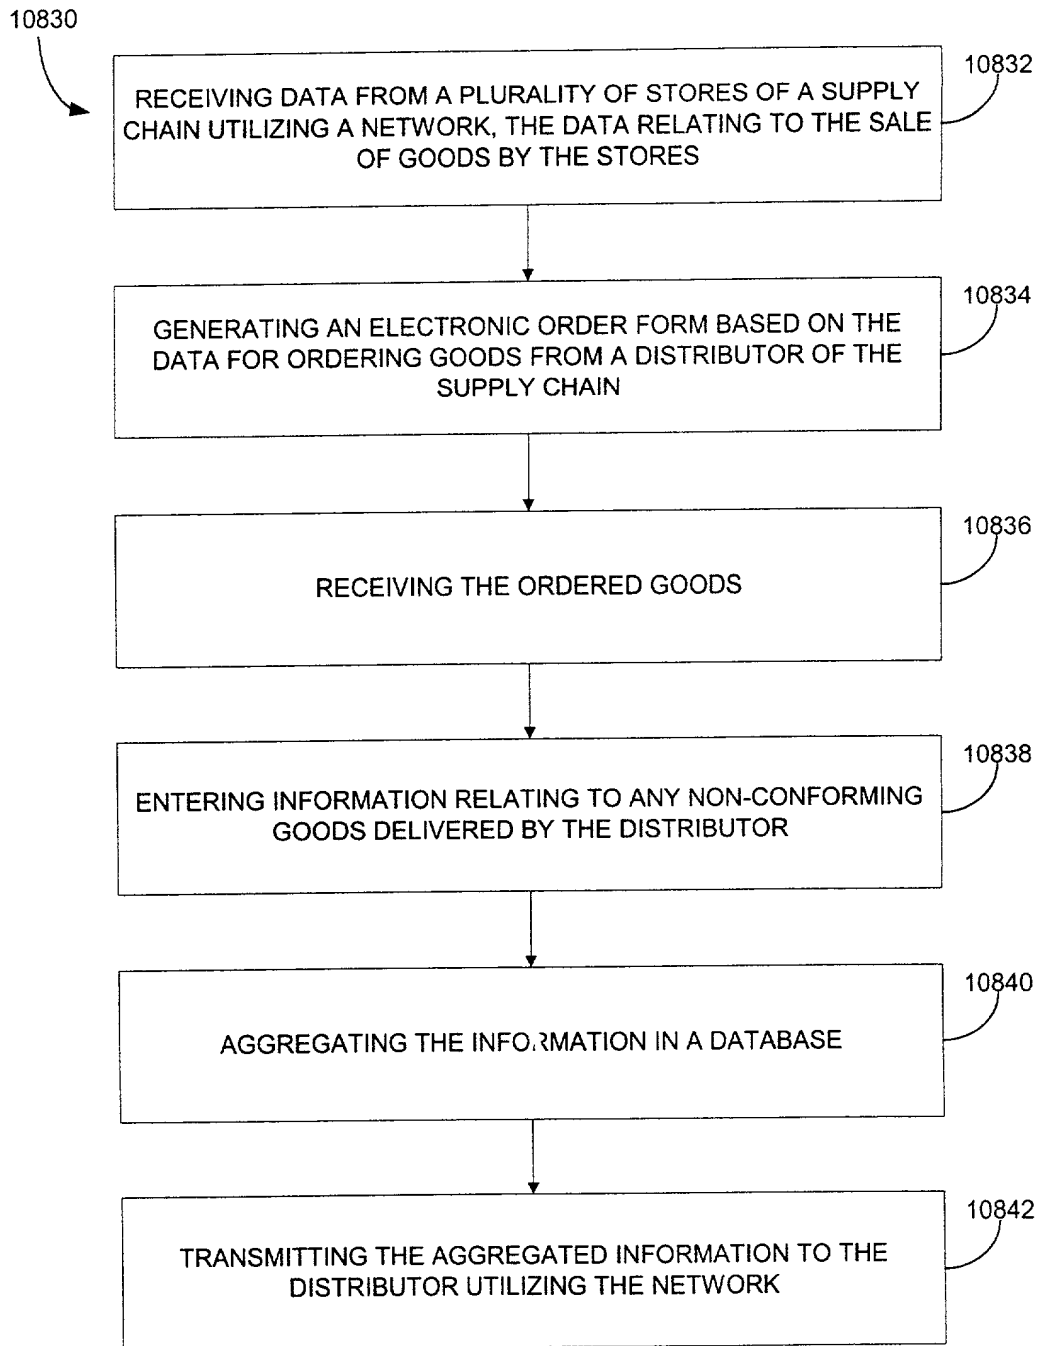 10830
10832
RECEIVING DATA FROM A PLURALITY OF STORES OF A SUPPLY
CHAIN UTILIZING A NETWORK, THE DATA RELATING TO THE SALE
OF GOODS BY THE STORES
10834
GENERATING AN ELECTRONIC ORDER FORM BASED ON THE
DATA FOR ORDERING GOODS FROM A DISTRIBUTOR OF THE
SUPPLY CHAIN
10836
RECEIVING THE ORDERED GOODS
10838
ENTERING INFORMATION RELATING TO ANY NON-CONFORMING
GOODS DELIVERED BY THE DISTRIBUTOR
10840
AGGREGATING THE INFORMATION IN A DATABASE
10842
TRANSMITTING THE AGGREGATED INFORMATION TO THE
DISTRIBUTOR UTILIZING THE NETWORK